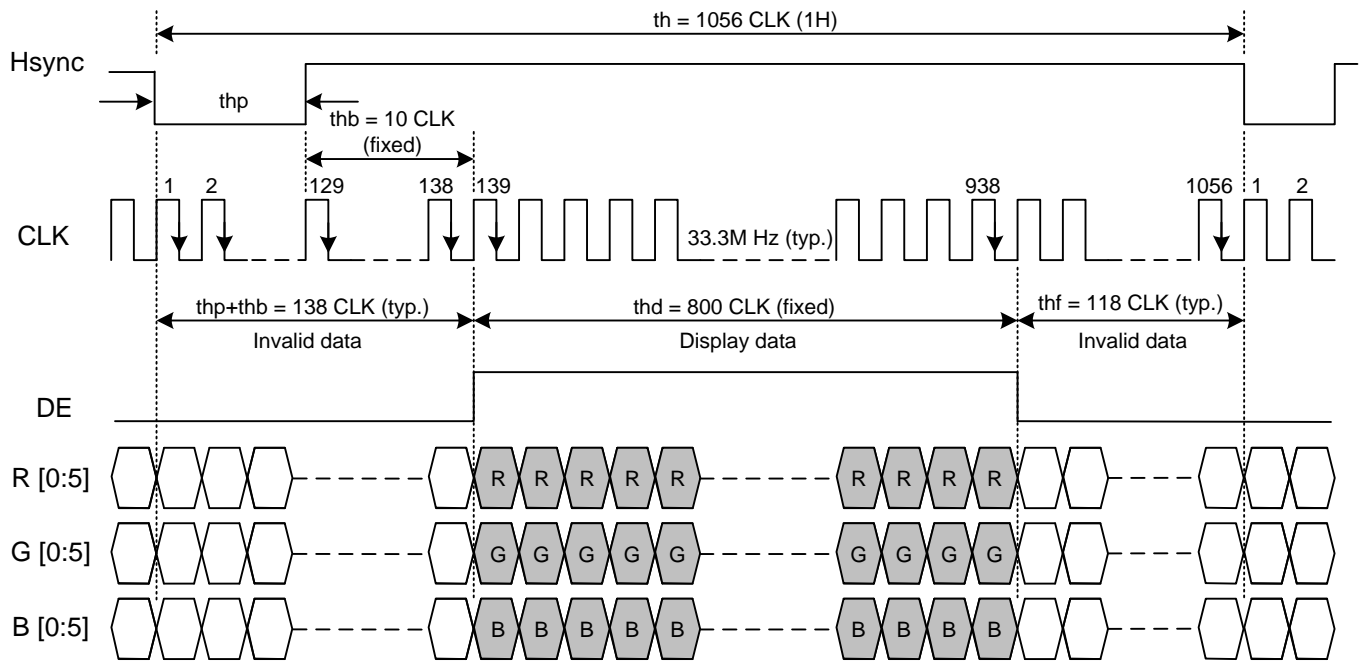 th = 1056 CLK (1H)
Hsync
thp
thb = 10 CLK
(fixed)
1 2 129 138 139 938 1056 1 2
CLK
33.3M Hz (typ.)
thp+thb = 138 CLK (typ.) thd = 800 CLK (fixed) thf = 118 CLK (typ.)
Invalid data Display data Invalid data
DE
R [0:5] R R R R R R R R R
G [0:5] G G G G G G G G G
B [0:5] B B B B B B B B B